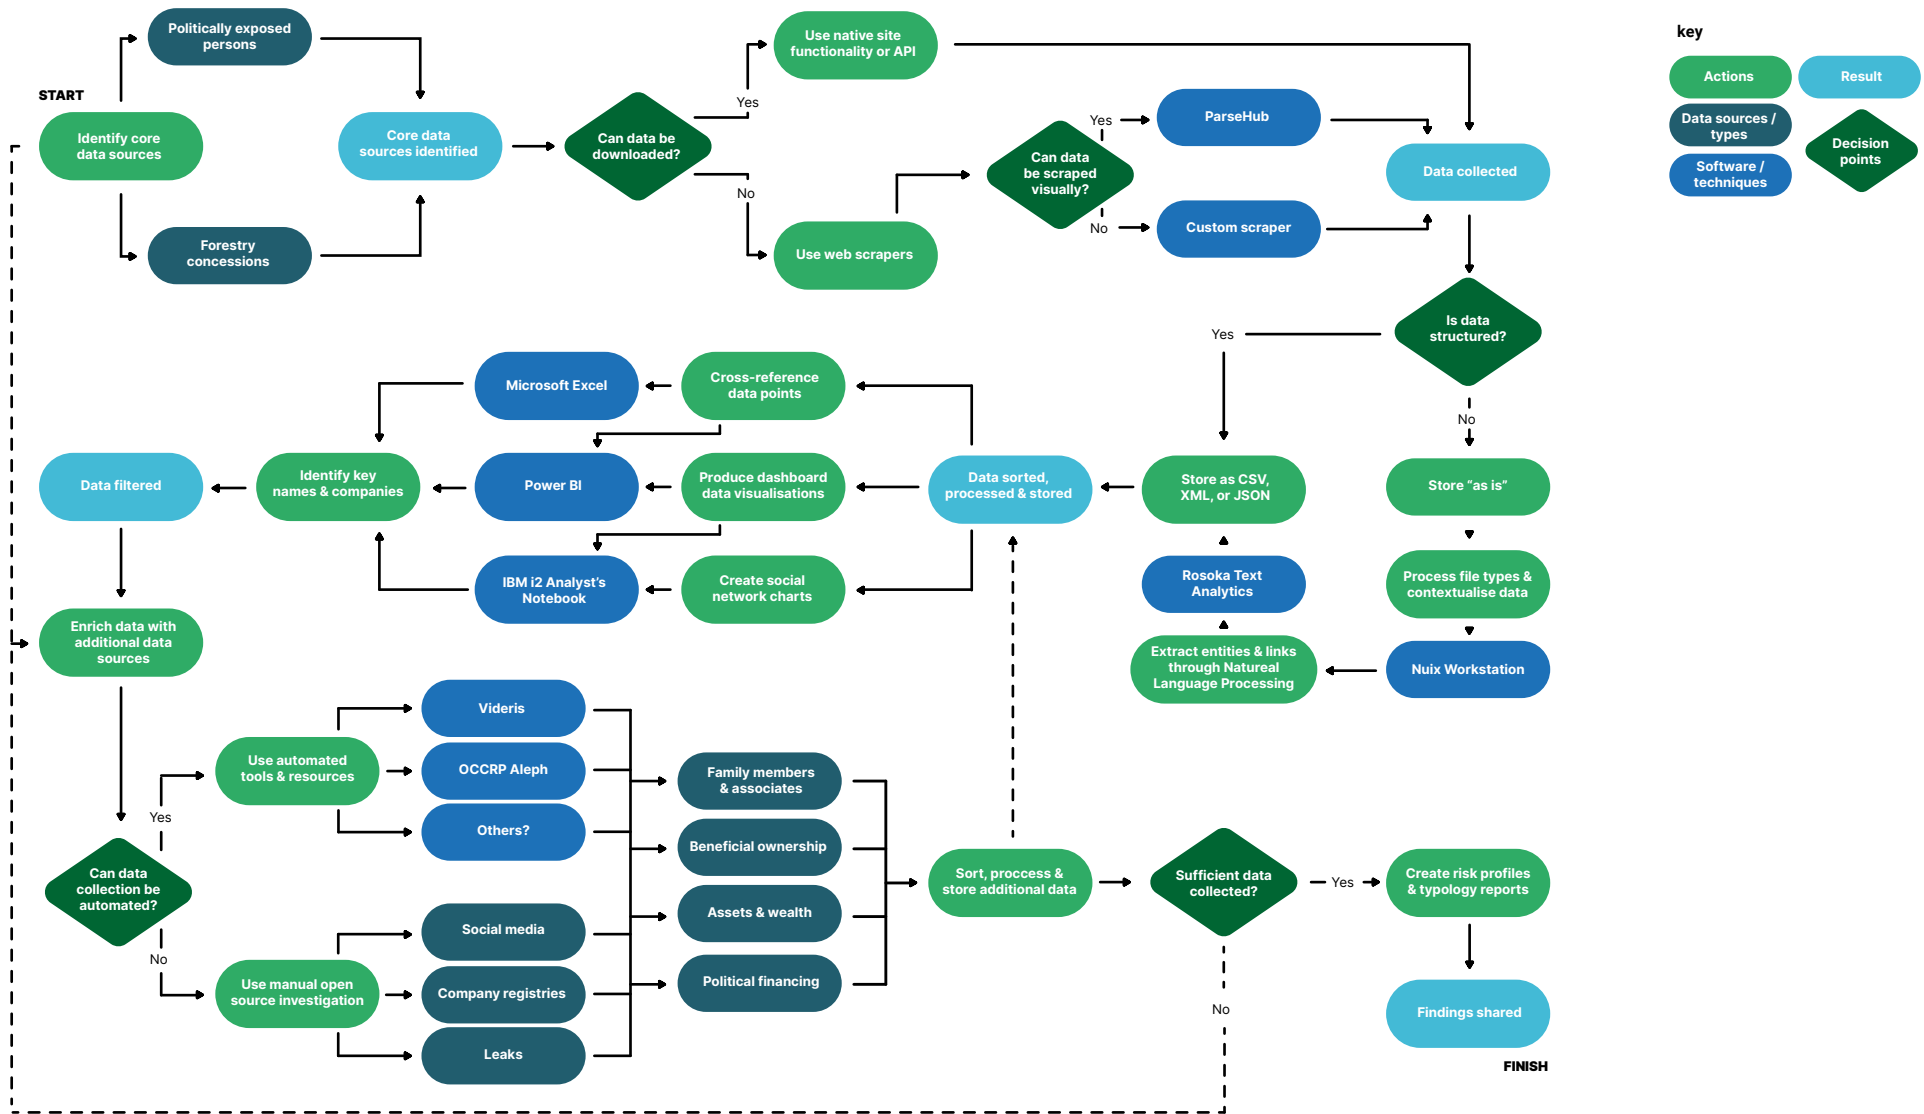 key
Actions
Result
Data sources /
types
Decision
points
Software /
techniques
START
Politically exposed
persons
Identify core
data sources
Forestry
concessions
Core data
sources identified
Can data be
downloaded?
Yes
No
Use native site
functionality or API
Use web scrapers
Can data
be scraped
visually?
Yes
No
ParseHub
Custom scraper
Data collected
Is data
structured?
Yes
No
Store "as is"
Process file types &
contextualise data
Nuix Workstation
Extract entities & links
through Natureal
Language Processing
Rosoka Text
Analytics
Store as CSV,
XML, or JSON
Data sorted,
processed & stored
Cross-reference
data points
Produce dashboard
data visualisations
Create social
network charts
Microsoft Excel
Power BI
IBM i2 Analyst's
Notebook
Identify key
names & companies
Data filtered
Enrich data with
additional data
sources
Can data
collection be
automated?
Yes
No
Use automated
tools & resources
Use manual open
source investigation
Videris
OCCRP Aleph
Others?
Social media
Company registries
Leaks
Family members
& associates
Beneficial ownership
Assets & wealth
Political financing
Sort, proccess &
store additional data
Sufficient data
collected?
Yes
No
Create risk profiles
& typology reports
Findings shared
FINISH